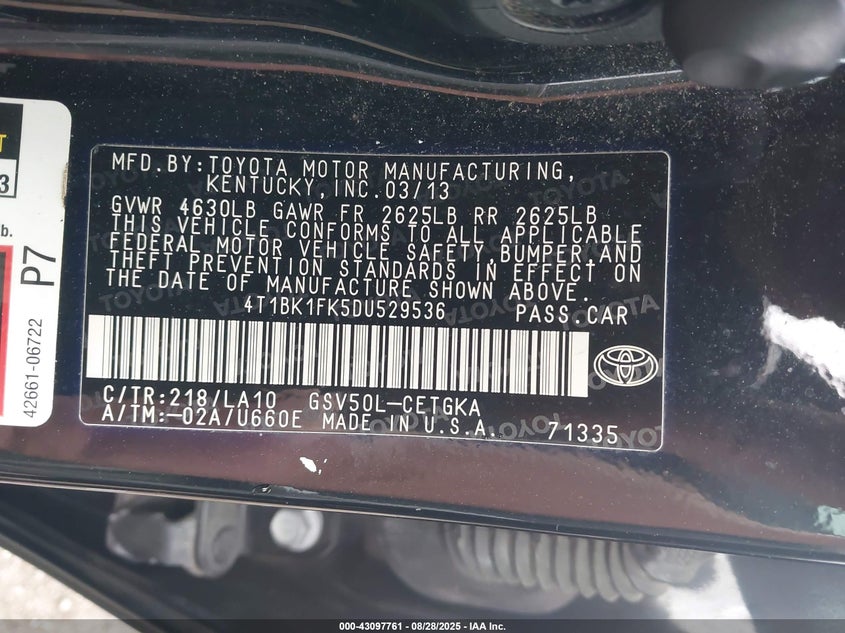 T
3
b.
P7
42661-06722
MFD.BY:TOYOTA MOTOR MANUFACTURING,
KENTUCKY,INC.03/13
GVWR 4630LB GAWR FR 2625LB RR 2625LB
THIS VEHICLE CONFORMS TO ALL APPLICABLE
FEDERAL MOTOR VEHICLE SAFETY,BUMPER,AND
THEFT PREVENTION STANDARDS IN EFFECT ON
THE DATE OF MANUFACTURE SHOWN ABOVE.
4T1BK1FK5DU529536 PASS.CAR
C/TR:218/LA10 GSV50L-CETGKA
A/TM:-02A/U660E MADE IN U.S.A. 71335
000-43097761 - 08/28/2025 - IAA Inc.